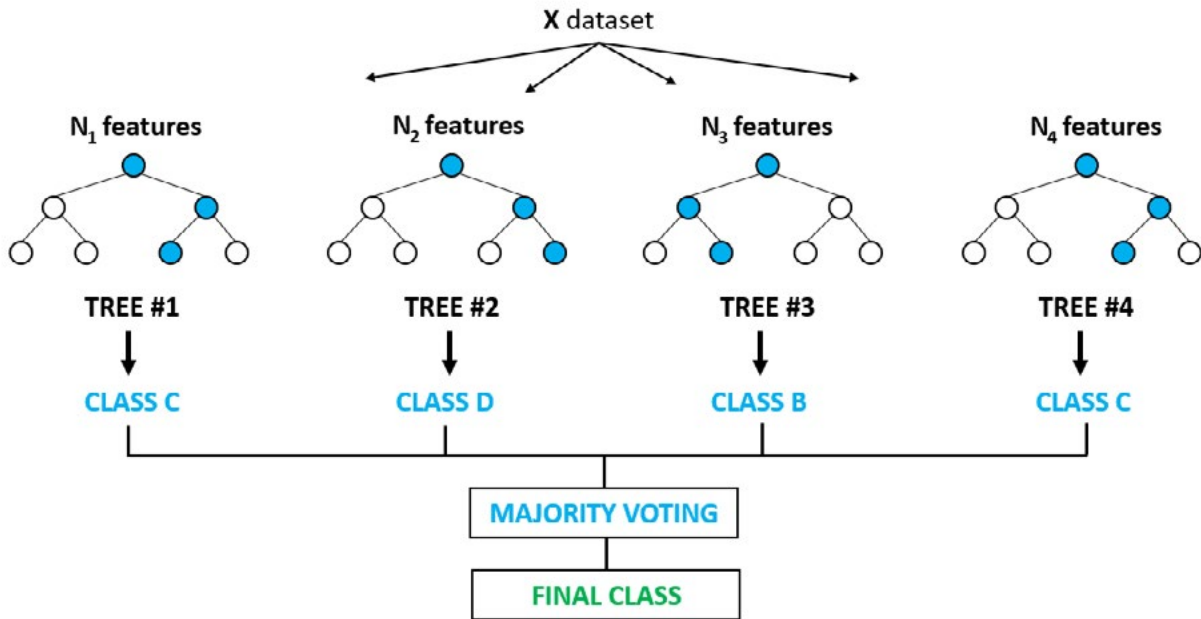 X dataset
N₁ features
N₂ features
N₃ features
N₄ features
TREE #1
TREE #2
TREE #3
TREE #4
CLASS C
CLASS D
CLASS B
CLASS C
MAJORITY VOTING
FINAL CLASS